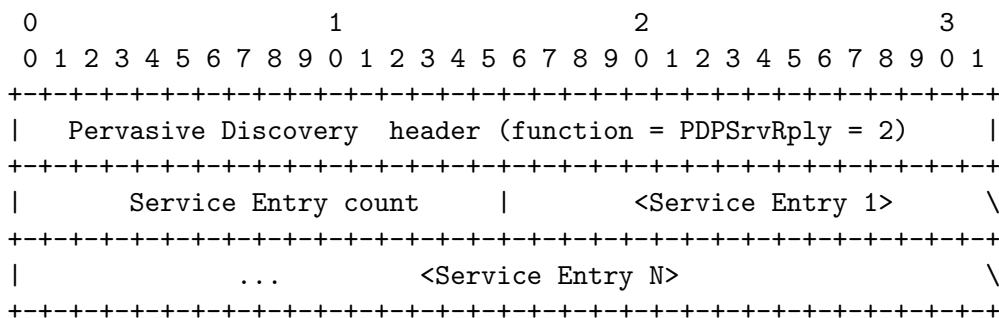 0                   1                   2                   3
 0 1 2 3 4 5 6 7 8 9 0 1 2 3 4 5 6 7 8 9 0 1 2 3 4 5 6 7 8 9 0 1
+-+-+-+-+-+-+-+-+-+-+-+-+-+-+-+-+-+-+-+-+-+-+-+-+-+-+-+-+-+-+-+-+
|   Pervasive Discovery  header (function = PDPSrvRply = 2)     |
+-+-+-+-+-+-+-+-+-+-+-+-+-+-+-+-+-+-+-+-+-+-+-+-+-+-+-+-+-+-+-+-+
|       Service Entry count     |        <Service Entry 1>      \
+-+-+-+-+-+-+-+-+-+-+-+-+-+-+-+-+-+-+-+-+-+-+-+-+-+-+-+-+-+-+-+-+
|              ...         <Service Entry N>                    \
+-+-+-+-+-+-+-+-+-+-+-+-+-+-+-+-+-+-+-+-+-+-+-+-+-+-+-+-+-+-+-+-+